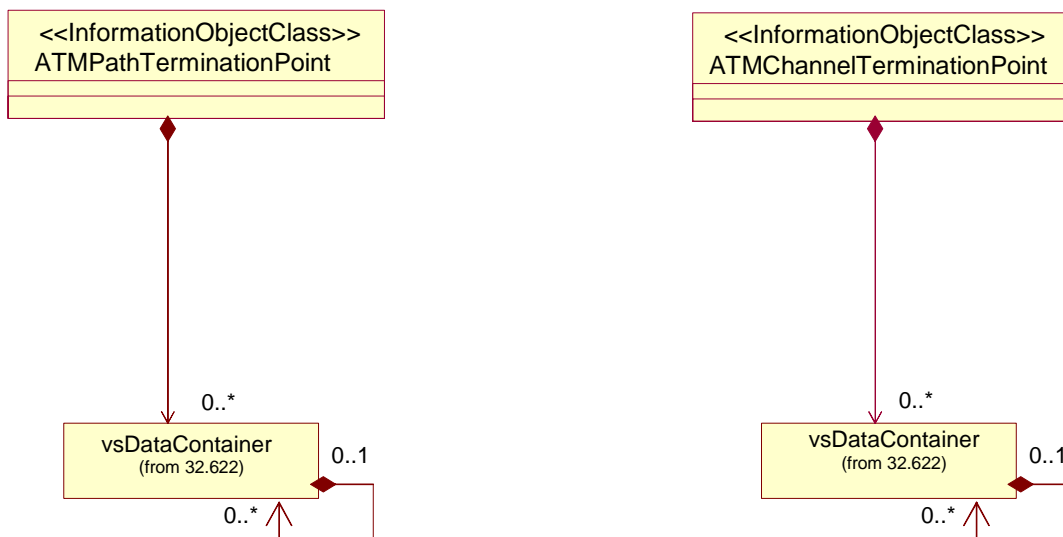 <<InformationObjectClass>>
ATMPathTerminationPoint
0..*
vsDataContainer
(from 32.622)
0..1
0..*
<<InformationObjectClass>>
ATMChannelTerminationPoint
0..*
vsDataContainer
(from 32.622)
0..1
0..*